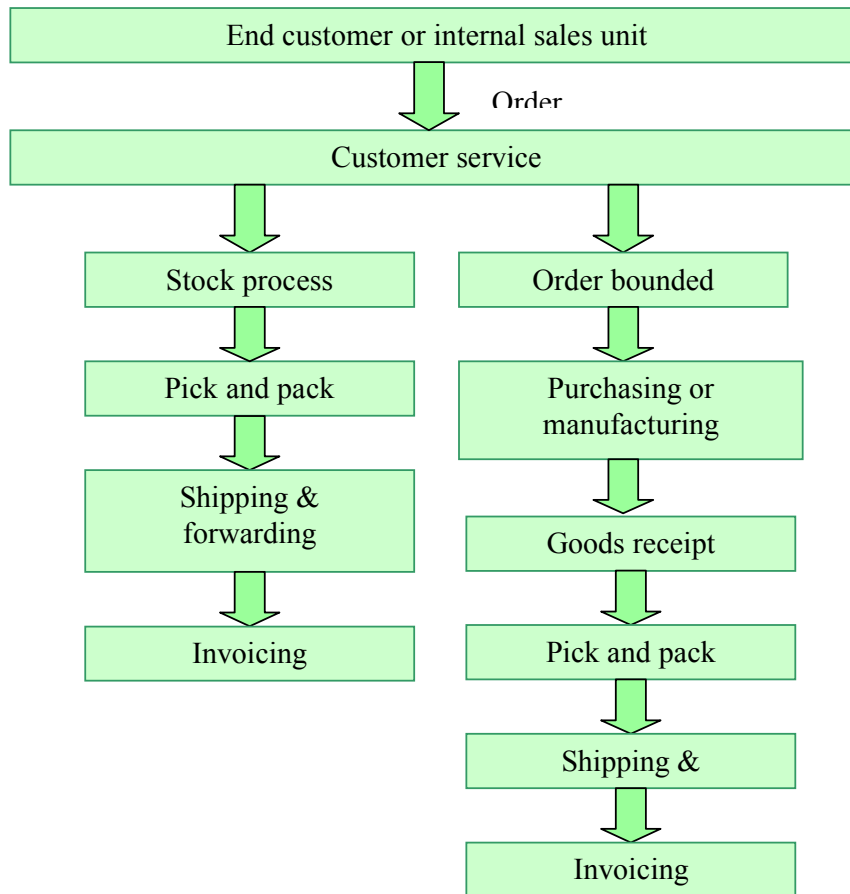 End customer or internal sales unit
Order
Customer service
Stock process
Pick and pack
Shipping &
forwarding
Invoicing
Order bounded
Purchasing or
manufacturing
Goods receipt
Pick and pack
Shipping &
Invoicing